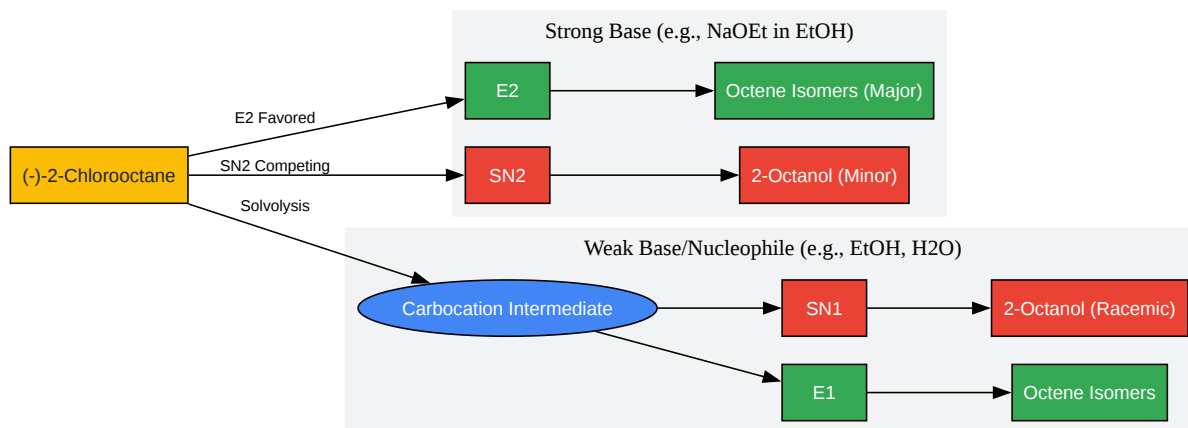 Strong Base (e.g., NaOEt in EtOH)
E2
Octene Isomers (Major)
E2 Favored
(-)-2-Chlorooctane
SN2 Competing
SN2
2-Octanol (Minor)
Solvolysis
Weak Base/Nucleophile (e.g., EtOH, H2O)
Carbocation Intermediate
SN1
2-Octanol (Racemic)
E1
Octene Isomers